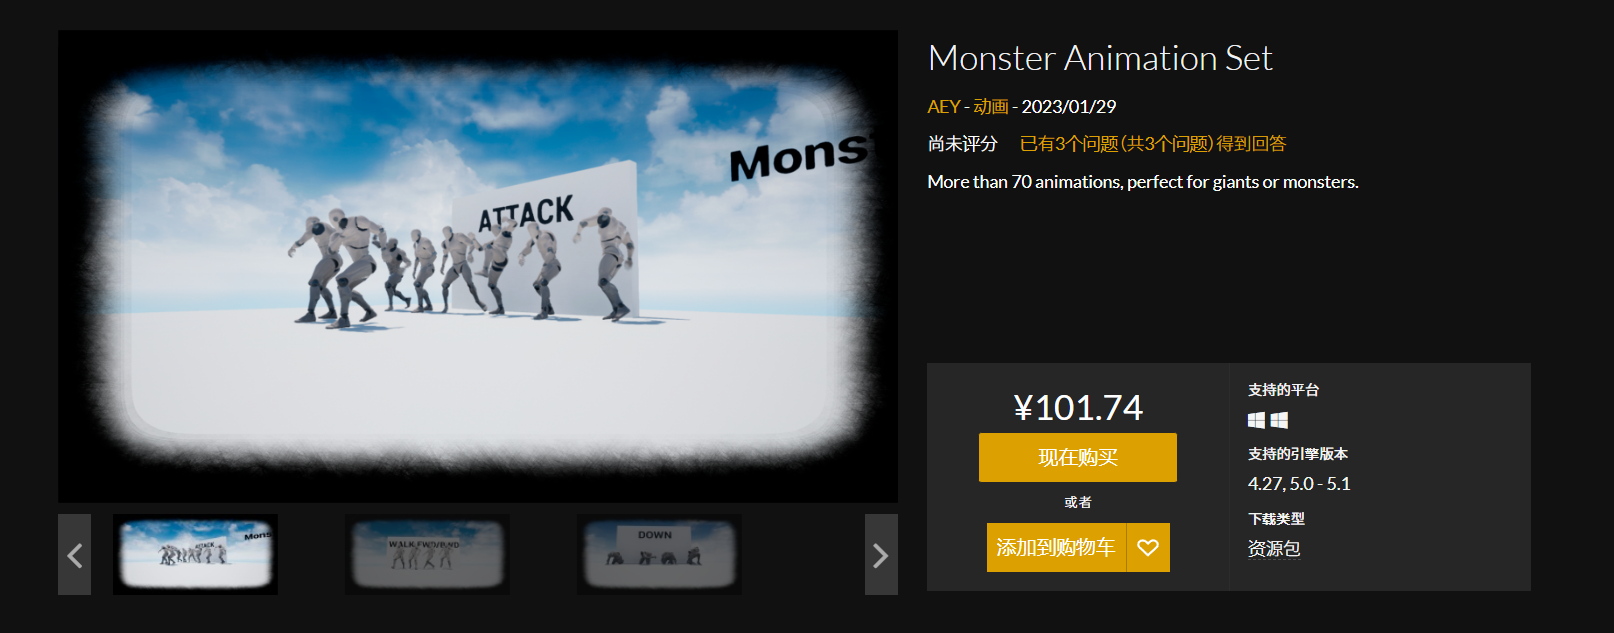 Monster Animation Set
AEY - 动画 - 2023/01/29
尚未评分 已有3个问题(共3个问题)得到回答
More than 70 animations, perfect for giants or monsters.
Monst
ATTACK
¥101.74
现在购买
或者
添加到购物车
支持的平台
支持的引擎版本
4.27, 5.0 - 5.1
下载类型
资源包
ATTACK
Mons
WALK FWD/BWD
DOWN